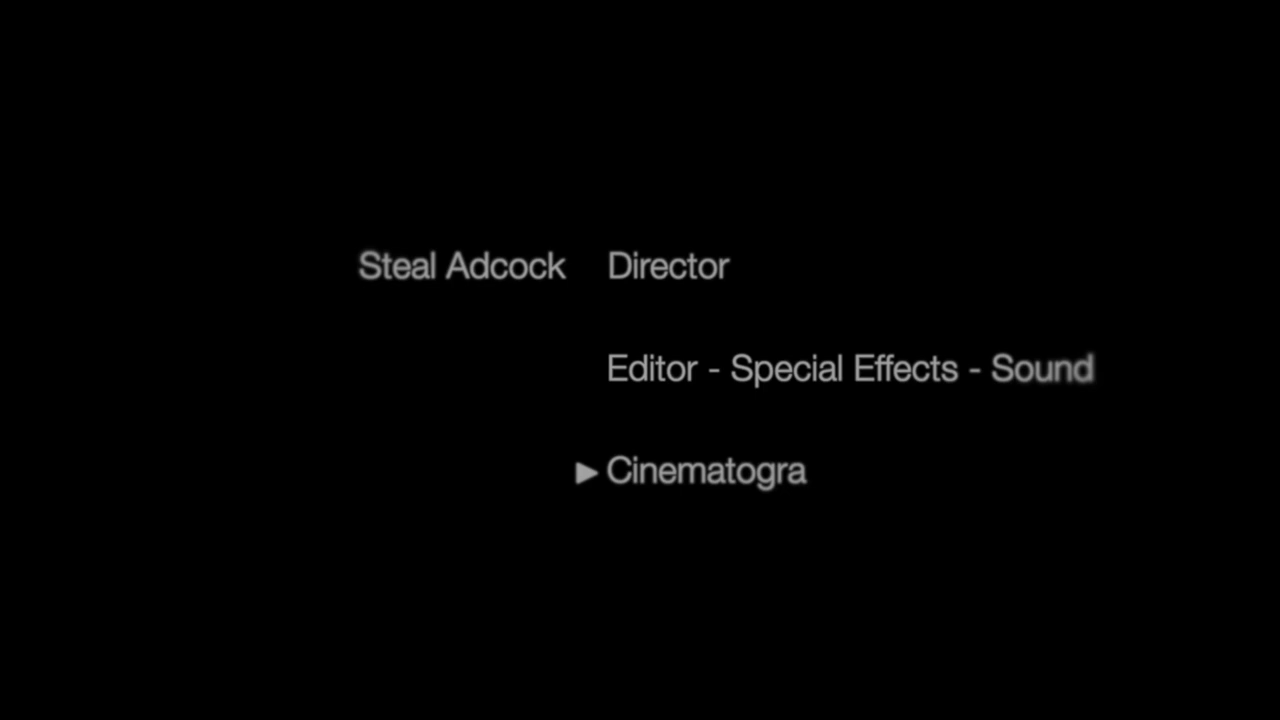 Steal Adcock Director
Editor - Special Effects - Sound
▶ Cinematogra